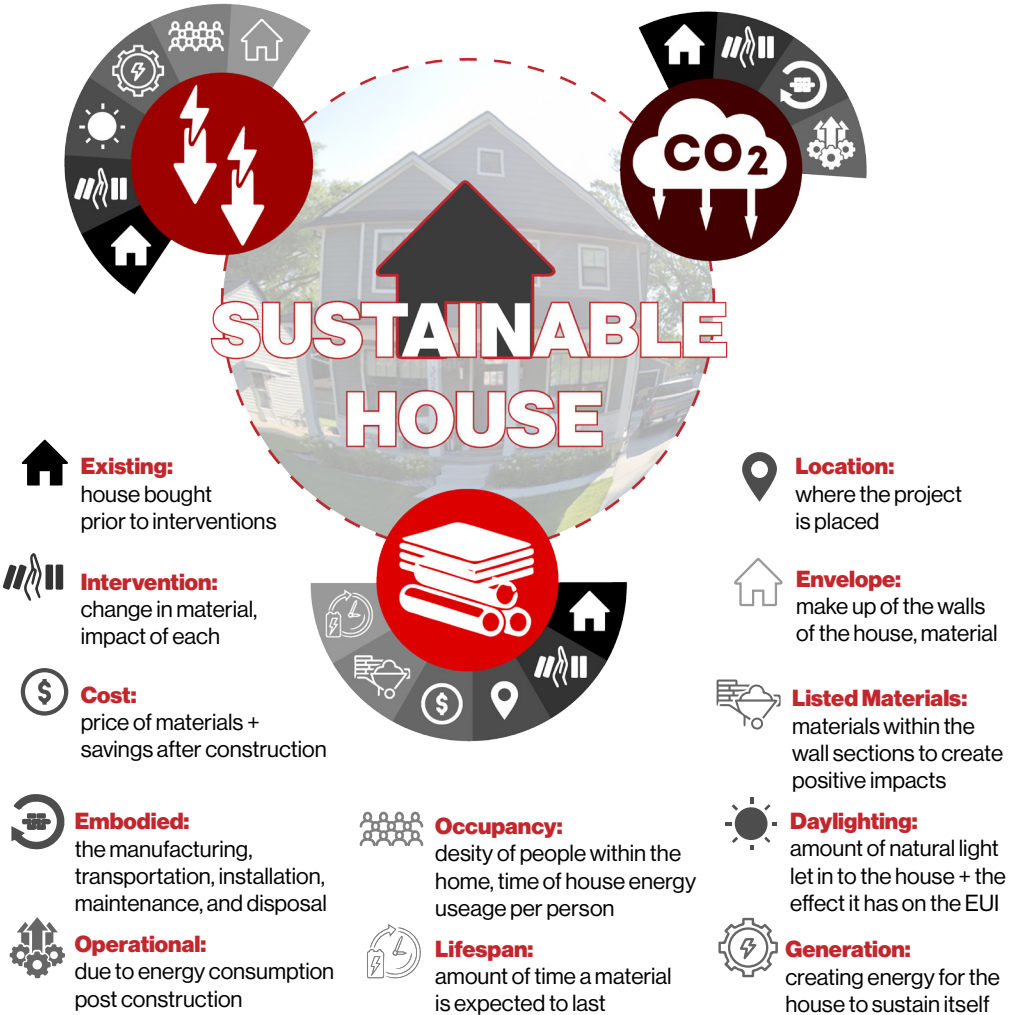 CO2
SUSTAINABLE
HOUSE
Existing:
house bought
prior to interventions
Intervention:
change in material,
impact of each
$
Cost:
price of materials +
savings after construction
Embodied:
the manufacturing,
transportation, installation,
maintenance, and disposal
Operational:
due to energy consumption
post construction
$
Occupancy:
desity of people within the
home, time of house energy
useage per person
Lifespan:
amount of time a material
is expected to last
Location:
where the project
is placed
Envelope:
make up of the walls
of the house, material
Listed Materials:
materials within the
wall sections to create
positive impacts
Daylighting:
amount of natural light
let in to the house + the
effect it has on the EUI
Generation:
creating energy for the
house to sustain itself